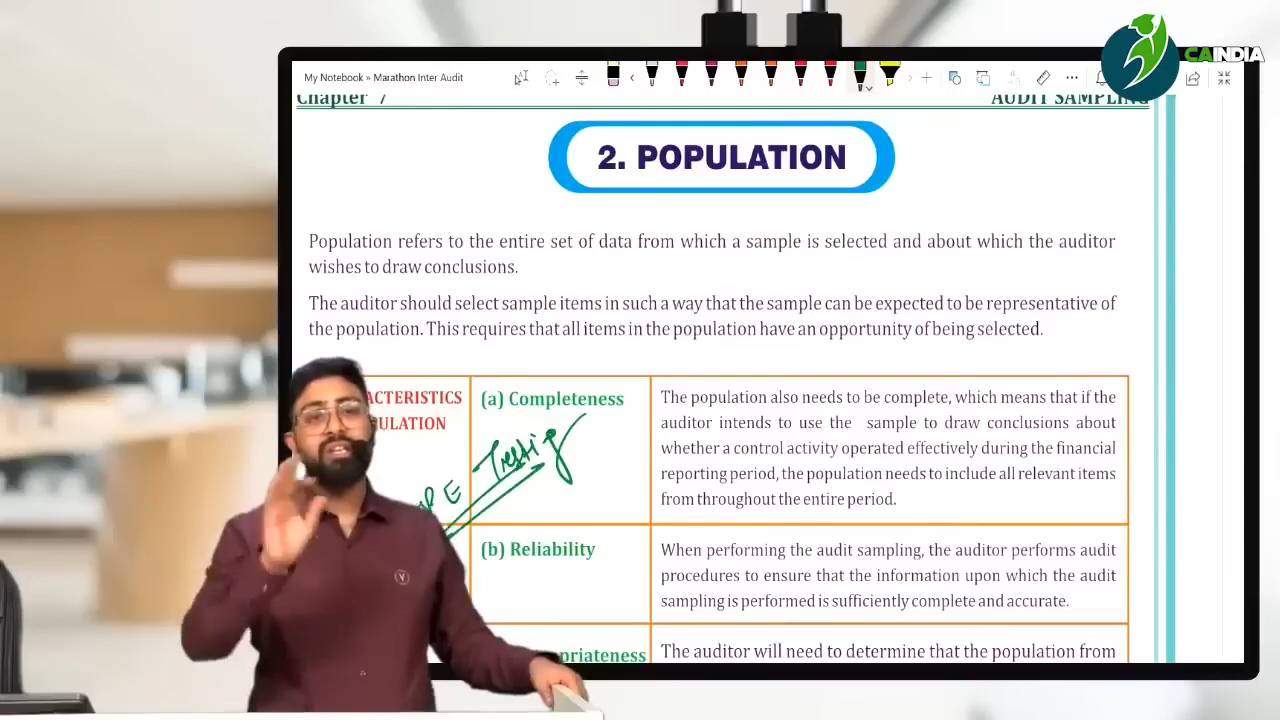 CAINDIA
My Notebook » Marathon Inter Audit
Chapter 7
AUDIT SAMPLING
2. POPULATION
Population refers to the entire set of data from which a sample is selected and about which the auditor
wishes to draw conclusions.
The auditor should select sample items in such a way that the sample can be expected to be representative of
the population. This requires that all items in the population have an opportunity of being selected.
ACTERISTICS
ULATION
(a) Completeness
Testig
The population also needs to be complete, which means that if the
auditor intends to use the sample to draw conclusions about
whether a control activity operated effectively during the financial
reporting period, the population needs to include all relevant items
from throughout the entire period.
(b) Reliability
When performing the audit sampling, the auditor performs audit
procedures to ensure that the information upon which the audit
sampling is performed is sufficiently complete and accurate.
priateness
The auditor will need to determine that the population from